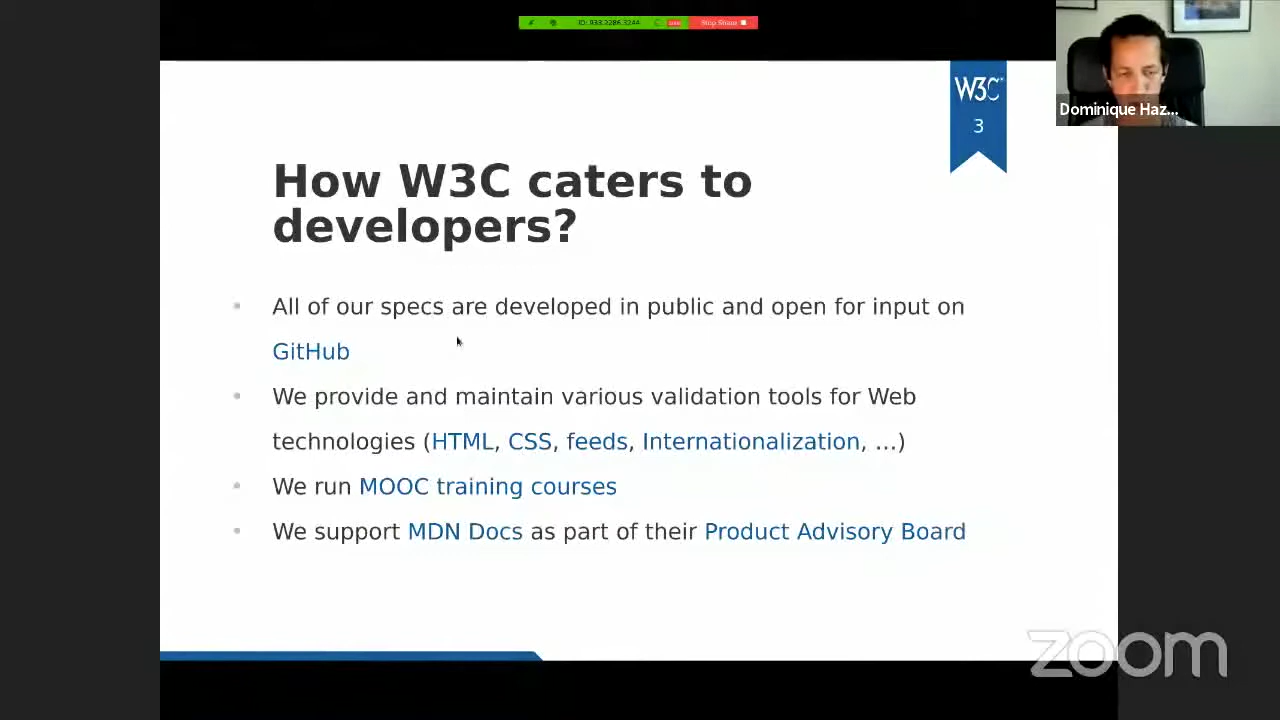 ID: 933.2286.3244
Stop Share
W3C
Dominique Haz...
3
How W3C caters to
developers?
All of our specs are developed in public and open for input on
GitHub
We provide and maintain various validation tools for Web
technologies (HTML, CSS, feeds, Internationalization, ...)
We run MOOC training courses
We support MDN Docs as part of their Product Advisory Board
zoom